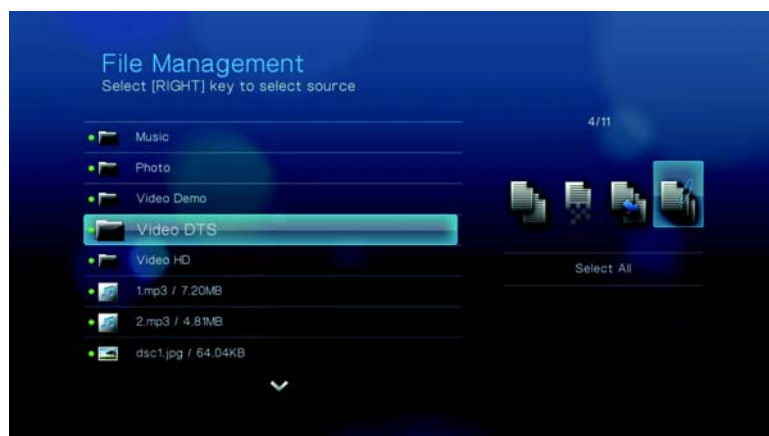 File Management
Select [RIGHT] key to select source
4/11
Music
Photo
Video Demo
Video DTS
Video HD
1.mp3 / 7.20MB
2.mp3 / 4.81MB
dsc1.jpg / 64.04KB
Select All